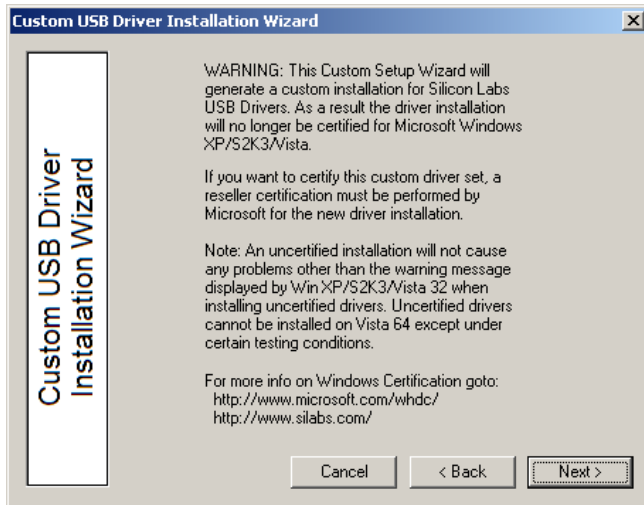 Custom USB Driver Installation Wizard
Custom USB Driver
Installation Wizard
WARNING: This Custom Setup Wizard will
generate a custom installation for Silicon Labs
USB Drivers. As a result the driver installation
will no longer be certified for Microsoft Windows
XP/S2K3/Vista.
If you want to certify this custom driver set, a
reseller certification must be performed by
Microsoft for the new driver installation.
Note: An uncertified installation will not cause
any problems other than the warning message
displayed by Win XP/S2K3/Vista 32 when
installing uncertified drivers. Uncertified drivers
cannot be installed on Vista 64 except under
certain testing conditions.
For more info on Windows Certification goto:
http://www.microsoft.com/whdc/
http://www.silabs.com/
Cancel
< Back
Next >